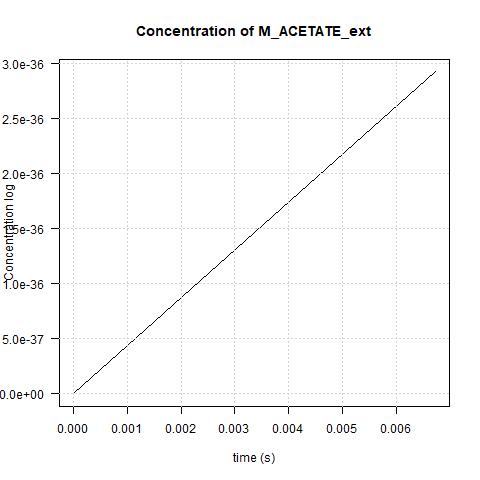 Concentration of M_ACETATE_ext
3.0e-36
2.5e-36
2.0e-36
1.5e-36
1.0e-36
5.0e-37
0.0e+00
Concentration log
0.000 0.001 0.002 0.003 0.004 0.005 0.006
time (s)